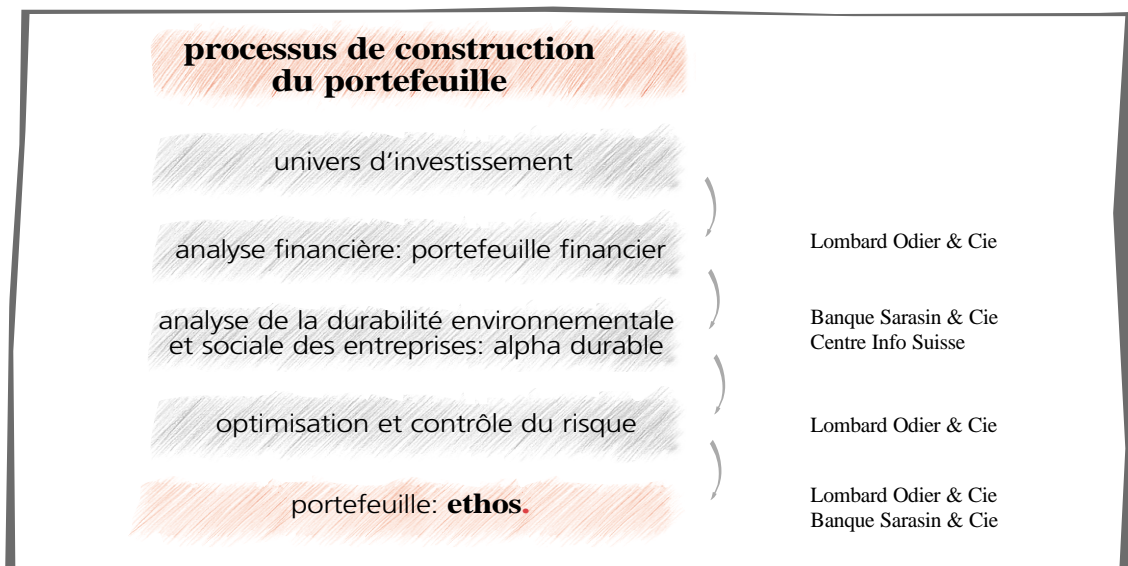 processus de construction
du portefeuille
univers d'investissement
analyse financière: portefeuille financier
Lombard Odier & Cie
analyse de la durabilité environnementale
et sociale des entreprises: alpha durable
Banque Sarasin & Cie
Centre Info Suisse
optimisation et contrôle du risque
Lombard Odier & Cie
portefeuille: ethos.
Lombard Odier & Cie
Banque Sarasin & Cie